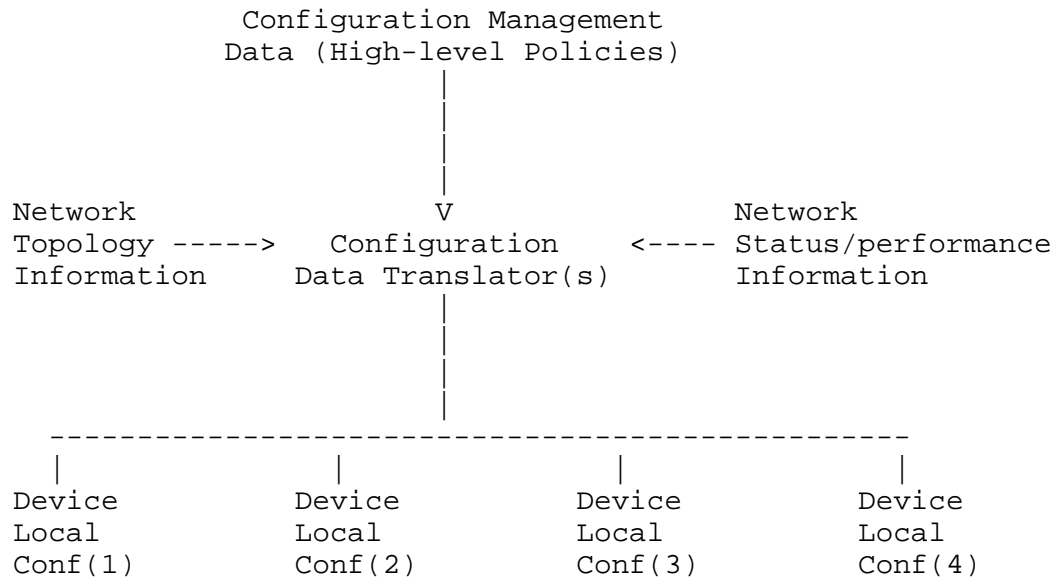 Configuration Management
Data (High-level Policies)
|
|
|
|
|
Network V Network
Topology -----> Configuration <---- Status/performance
Information Data Translator(s) Information
|
|
|
|
|
-------------------------------------------------
| | | |
Device Device Device Device
Local Local Local Local
Conf(1) Conf(2) Conf(3) Conf(4)